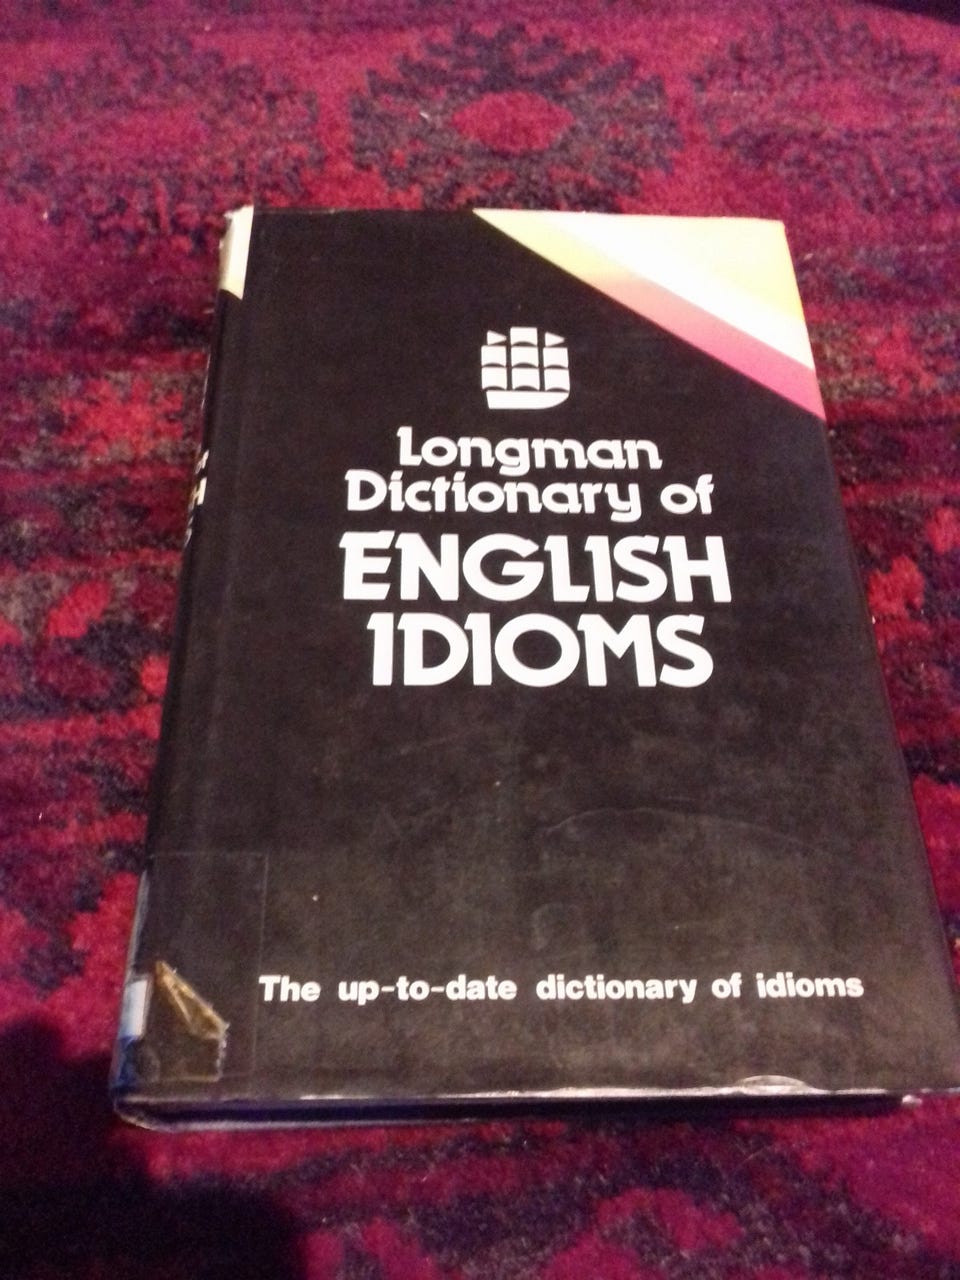 Longman
Dictionary of
ENGLISH
IDIOMS
The up-to-date dictionary of idioms